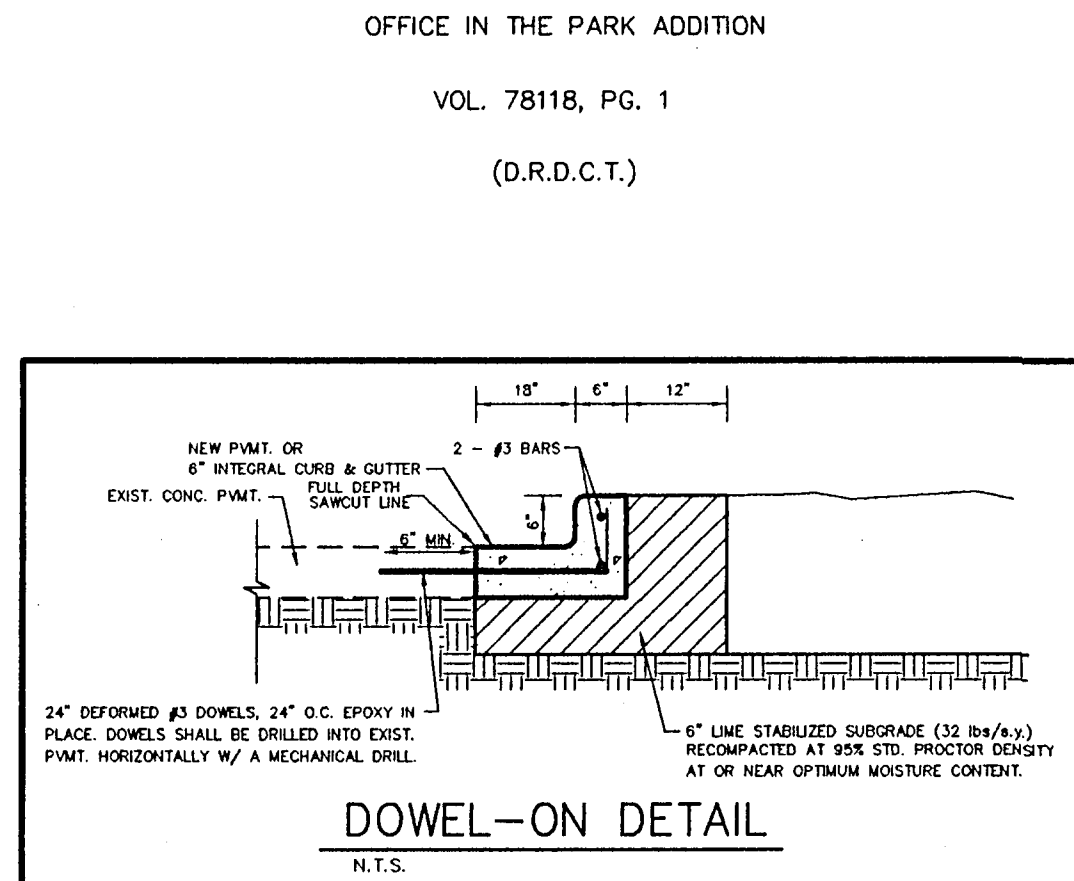 OFFICE IN THE PARK ADDITION
VOL. 78118, PG. 1
(D.R.D.C.T.)
18" 6" 12"
NEW PVMT. OR
6" INTEGRAL CURB & GUTTER
2 - #3 BARS
FULL DEPTH
SAWCUT LINE
EXIST. CONC. PVMT.
6"
6" MIN.
24" DEFORMED #3 DOWELS, 24" O.C. EPOXY IN
PLACE. DOWELS SHALL BE DRILLED INTO EXIST.
PVMT. HORIZONTALLY W/ A MECHANICAL DRILL.
6" LIME STABILIZED SUBGRADE (32 lbs/s.y.)
RECOMPACTED AT 95% STD. PROCTOR DENSITY
AT OR NEAR OPTIMUM MOISTURE CONTENT.
DOWEL-ON DETAIL
N.T.S.